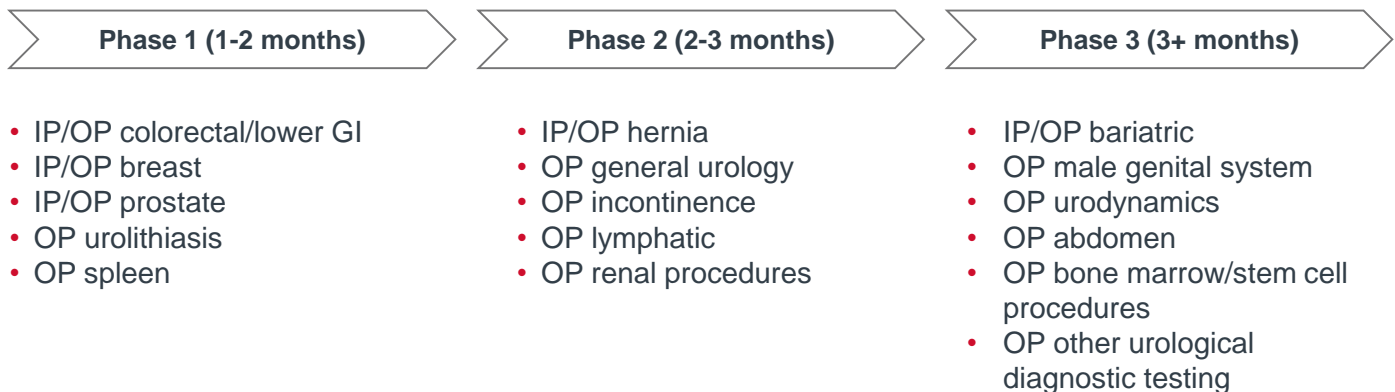 Phase 1 (1-2 months)
Phase 2 (2-3 months)
Phase 3 (3+ months)
• IP/OP colorectal/lower GI
• IP/OP breast
• IP/OP prostate
• OP urolithiasis
• OP spleen
• IP/OP hernia
• OP general urology
• OP incontinence
• OP lymphatic
• OP renal procedures
• IP/OP bariatric
• OP male genital system
• OP urodynamics
• OP abdomen
• OP bone marrow/stem cell
procedures
• OP other urological
diagnostic testing